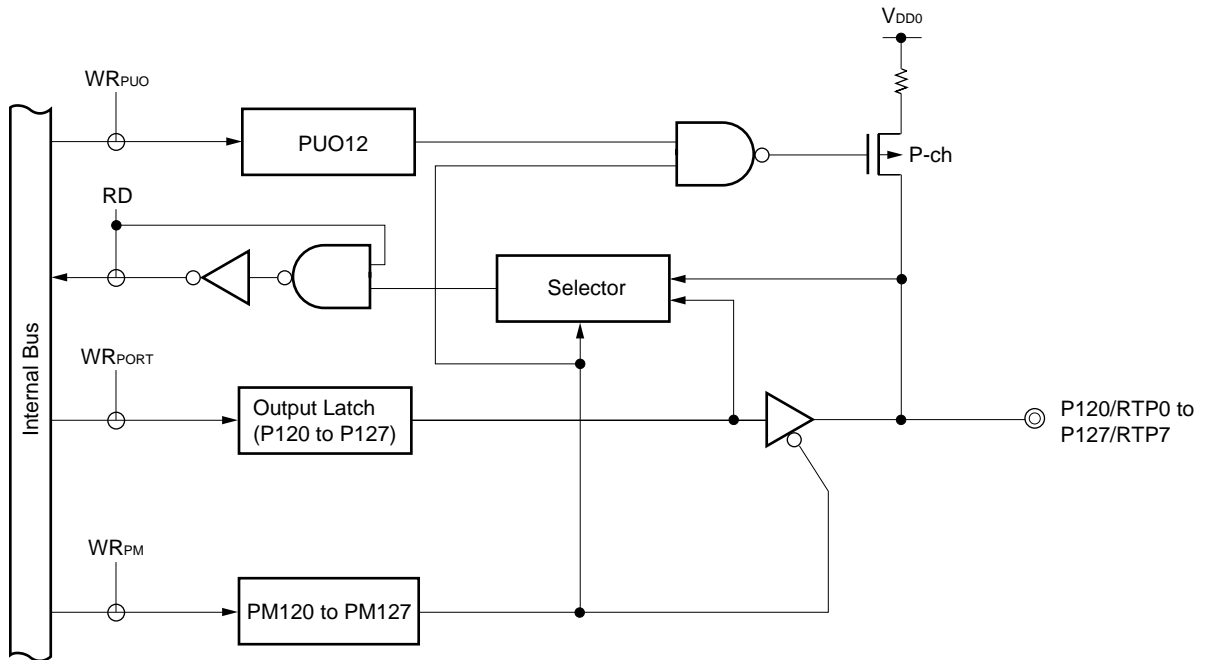 VDD0
WRPUO
PUO12
P-ch
RD
Selector
Internal Bus
WRPORT
Output Latch
(P120 to P127)
P120/RTP0 to
P127/RTP7
WRPM
PM120 to PM127